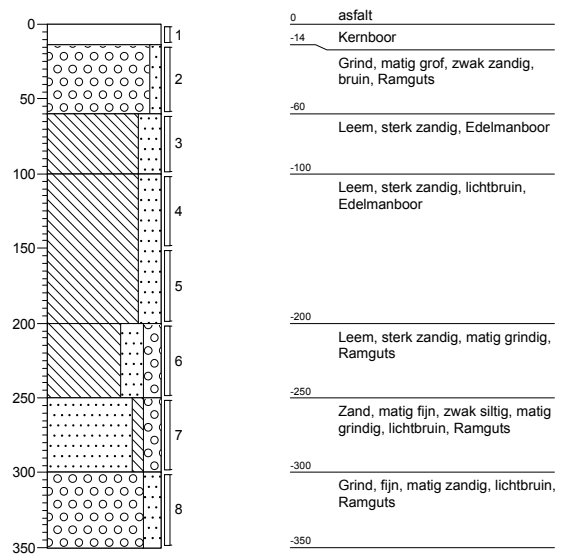 0
50
100
150
200
250
300
350
1
2
3
4
5
6
7
8
0 asfalt
-14 Kernboor
Grind, matig grof, zwak zandig,
bruin, Ramguts
-60
Leem, sterk zandig, Edelmanboor
-100
Leem, sterk zandig, lichtbruin,
Edelmanboor
-200
Leem, sterk zandig, matig grindig,
Ramguts
-250
Zand, matig fijn, zwak siltig, matig
grindig, lichtbruin, Ramguts
-300
Grind, fijn, matig zandig, lichtbruin,
Ramguts
-350